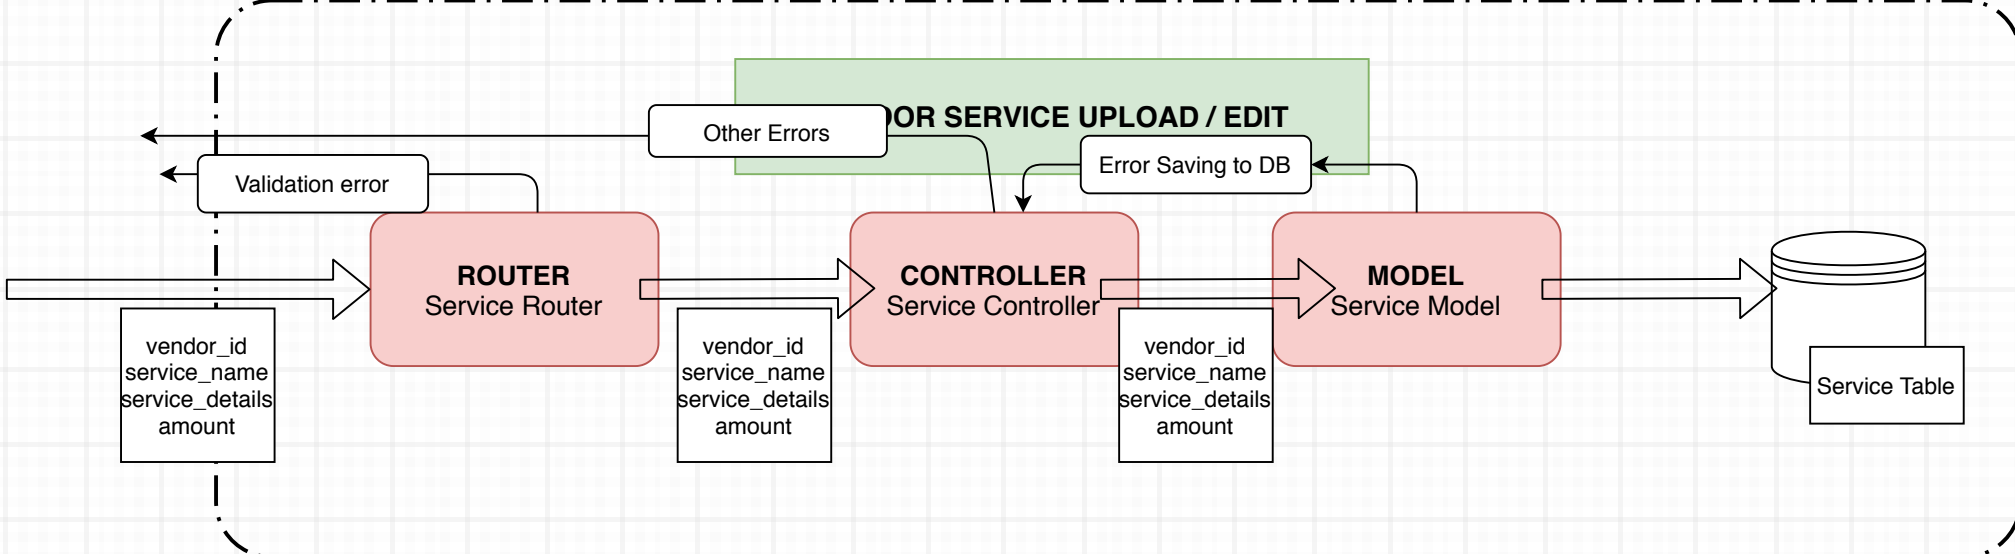 SERVICE UPLOAD / EDIT
Other Errors
Error Saving to DB
Validation error
ROUTER
Service Router
CONTROLLER
Service Controller
MODEL
Service Model
vendor_id
service_name
service_details
amount
vendor_id
service_name
service_details
amount
vendor_id
service_name
service_details
amount
Service Table